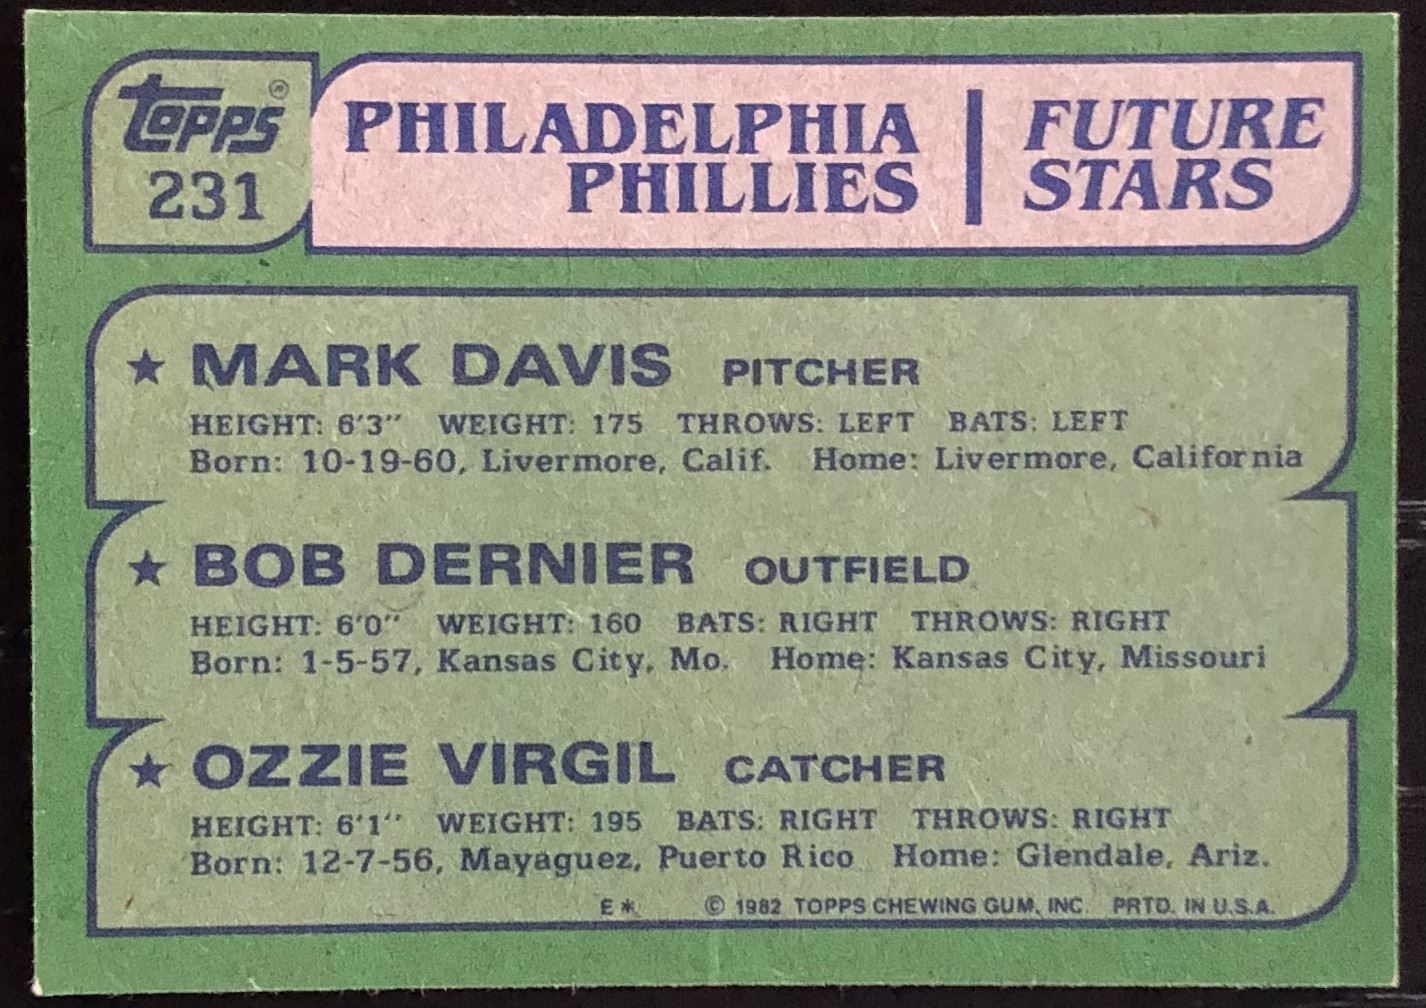 Topps®
231
PHILADELPHIA
PHILLIES
FUTURE
STARS
★ MARK DAVIS PITCHER
HEIGHT: 6'3" WEIGHT: 175 THROWS: LEFT BATS: LEFT
Born: 10-19-60, Livermore, Calif. Home: Livermore, California
★ BOB DERNIER OUTFIELD
HEIGHT: 6'0" WEIGHT: 160 BATS: RIGHT THROWS: RIGHT
Born: 1-5-57, Kansas City, Mo. Home: Kansas City, Missouri
★ OZZIE VIRGIL CATCHER
HEIGHT: 6'1" WEIGHT: 195 BATS: RIGHT THROWS: RIGHT
Born: 12-7-56, Mayaguez, Puerto Rico Home: Glendale, Ariz.
E* © 1982 TOPPS CHEWING GUM, INC. PRTD. IN U.S.A.